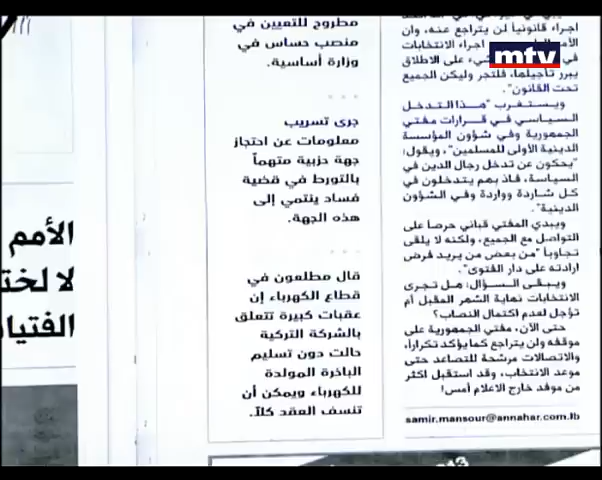 mtv
اجراء قانونياً لن يتراجع عنه، وان
اجراء الانتخابات
على الاطلاق
يبرر تأجيلها، فلتجر وليكن الجميع
تحت القانون".
ويستغرب "هذا التدخل
السياسي في قرارات مفتي
الجمهورية وفي شؤون المؤسسة
الدينية الأولى للمسلمين"، ويقول:
"يحكون عن تدخل رجال الدين في
السياسة، فاذ بهم يتدخلون في
كل شاردة وواردة وفي الشؤون
الدينية".
ويبدي المفتي قباني حرصا على
التواصل مع الجميع، ولكنه لا يلقى
تجاوباً "من بعض من يريد فرض
ارادته على دار الفتوى".
ويبقى السؤال: هل تجرى
الانتخابات نهاية الشهر المقبل أم
تؤجل لعدم اكتمال النصاب؟
حتى الآن، مفتي الجمهورية على
موقفه ولن يتراجع كما يؤكد تكراراً،
والاتصالات مرشحة للتصاعد حتى
موعد الانتخاب، وقد استقبل اكثر
من موفد خارج الاعلام أمس!
samir.mansour@annahar.com.lb
مطروح للتعيين في
منصب حساس في
وزارة أساسية.
جرى تسريب
معلومات عن احتجاز
جهة حزبية متهماً
بالتورط في قضية
فساد ينتمي إلى
هذه الجهة.
قال مطلعون في
قطاع الكهرباء إن
عقبات كبيرة تتعلق
بالشركة التركية
حالت دون تسليم
الباخرة المولدة
للكهرباء ويمكن أن
تنسف العقد كلاً.
الأمم
لا لخت
الفتيا